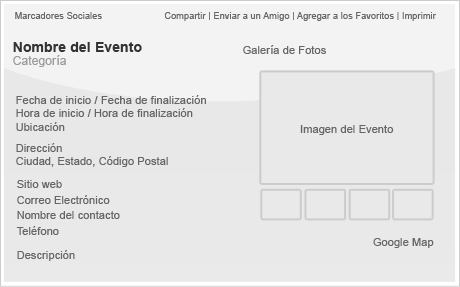 Marcadores Sociales
Compartir | Enviar a un Amigo | Agregar a los Favoritos | Imprimir
Nombre del Evento
Categoría
Galería de Fotos
Fecha de inicio / Fecha de finalización
Hora de inicio / Hora de finalización
Ubicación
Imagen del Evento
Dirección
Ciudad, Estado, Código Postal
Sitio web
Correo Electrónico
Nombre del contacto
Teléfono
Google Map
Descripción